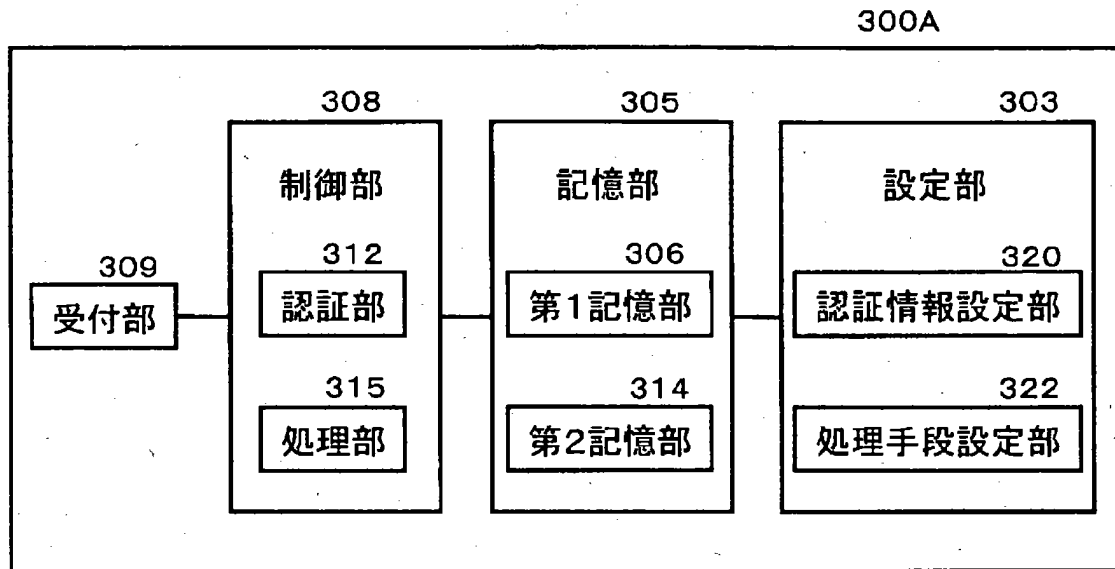 300A
308
305
303
制御部
記憶部
設定部
309
受付部
312
認証部
306
第1記憶部
320
認証情報設定部
315
処理部
314
第2記憶部
322
処理手段設定部